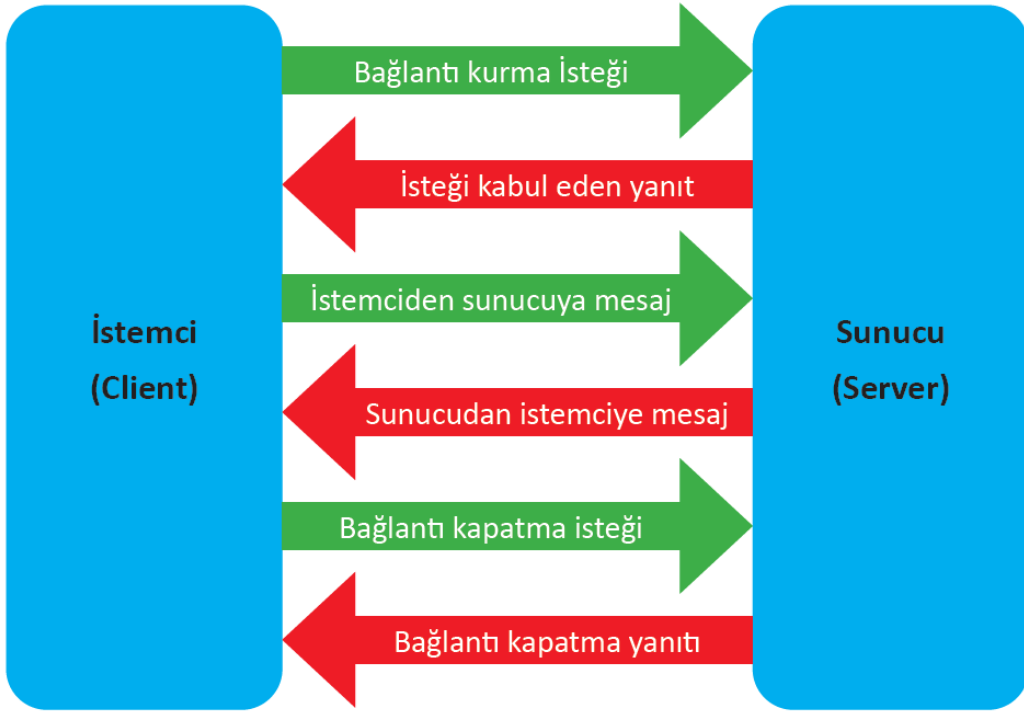 Bağlantı kurma İsteği
İsteği kabul eden yanıt
İstemciden sunucuya mesaj
İstemci
(Client)
Sunucu
(Server)
Sunucudan istemciye mesaj
Bağlantı kapatma isteği
Bağlantı kapatma yanıtı